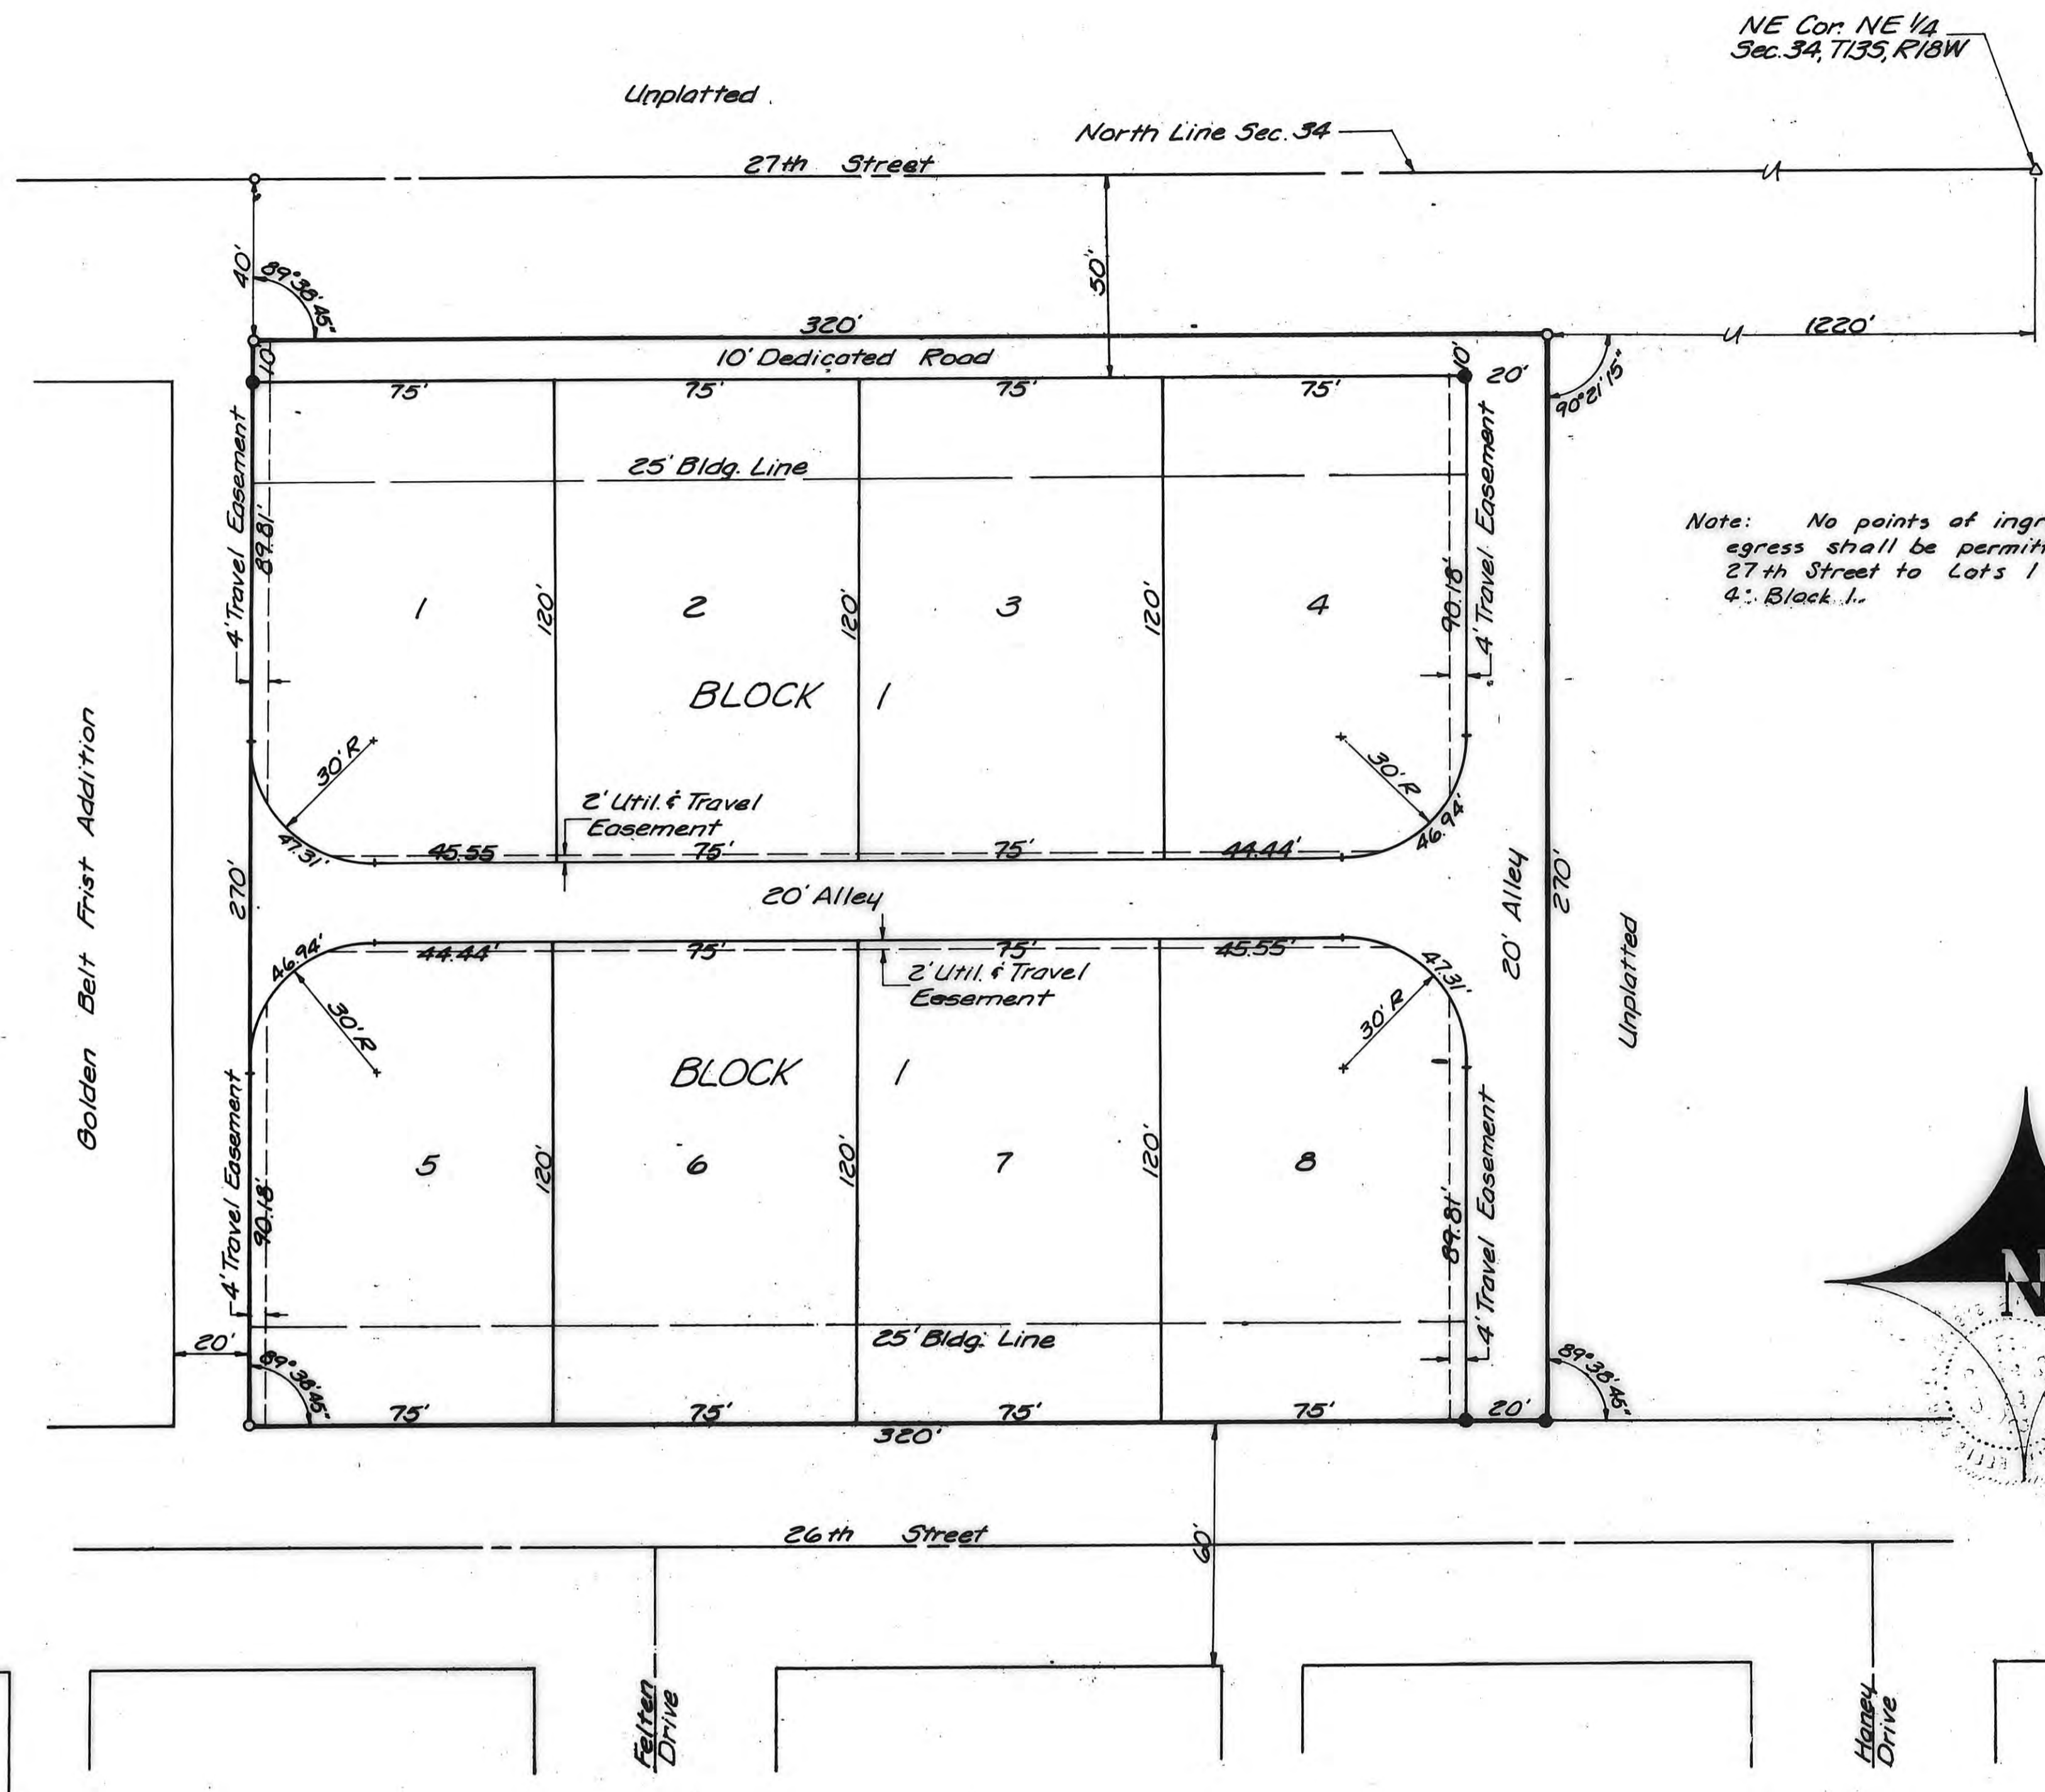 NE Cor. NE 1/4
Sec. 34, T13S, R18W
Unplatted
North Line Sec. 34
27th Street
40'
89°38'45"
50'
320'
1220'
10' Dedicated Road
10'
10'
20'
90°21'15"
75'
75'
75'
75'
4' Travel Easement
89.81'
25' Bldg. Line
4' Travel Easement
90.18'
Note: No points of ingr
egress shall be permitt
27th Street to Lots 1
4: Block 1.
1
120'
2
120'
3
120'
4
BLOCK 1
Golden Belt Frist Addition
30' R
30' R
2' Util. & Travel
Easement
47.31'
45.55
75'
75'
44.44'
46.94'
270'
20' Alley
20' Alley
270'
Unplatted
46.94'
44.44'
75'
75'
45.55'
47.31'
2' Util. & Travel
Easement
30' R
30' R
BLOCK 1
4' Travel Easement
90.18'
5
120'
6
120'
7
120'
8
89.81'
4' Travel Easement
N
25' Bldg. Line
20'
89°38'45"
89°38'45"
75'
75'
75'
75'
20'
320'
26th Street
60'
Felten
Drive
Haney
Drive